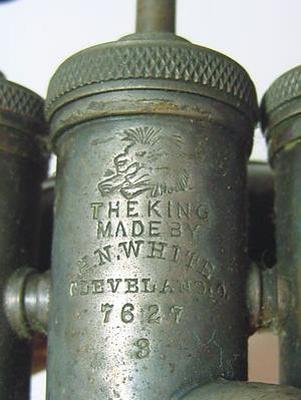 THE KING
MADE BY
H.N. WHITE
CLEVELAND, O.
7627
3